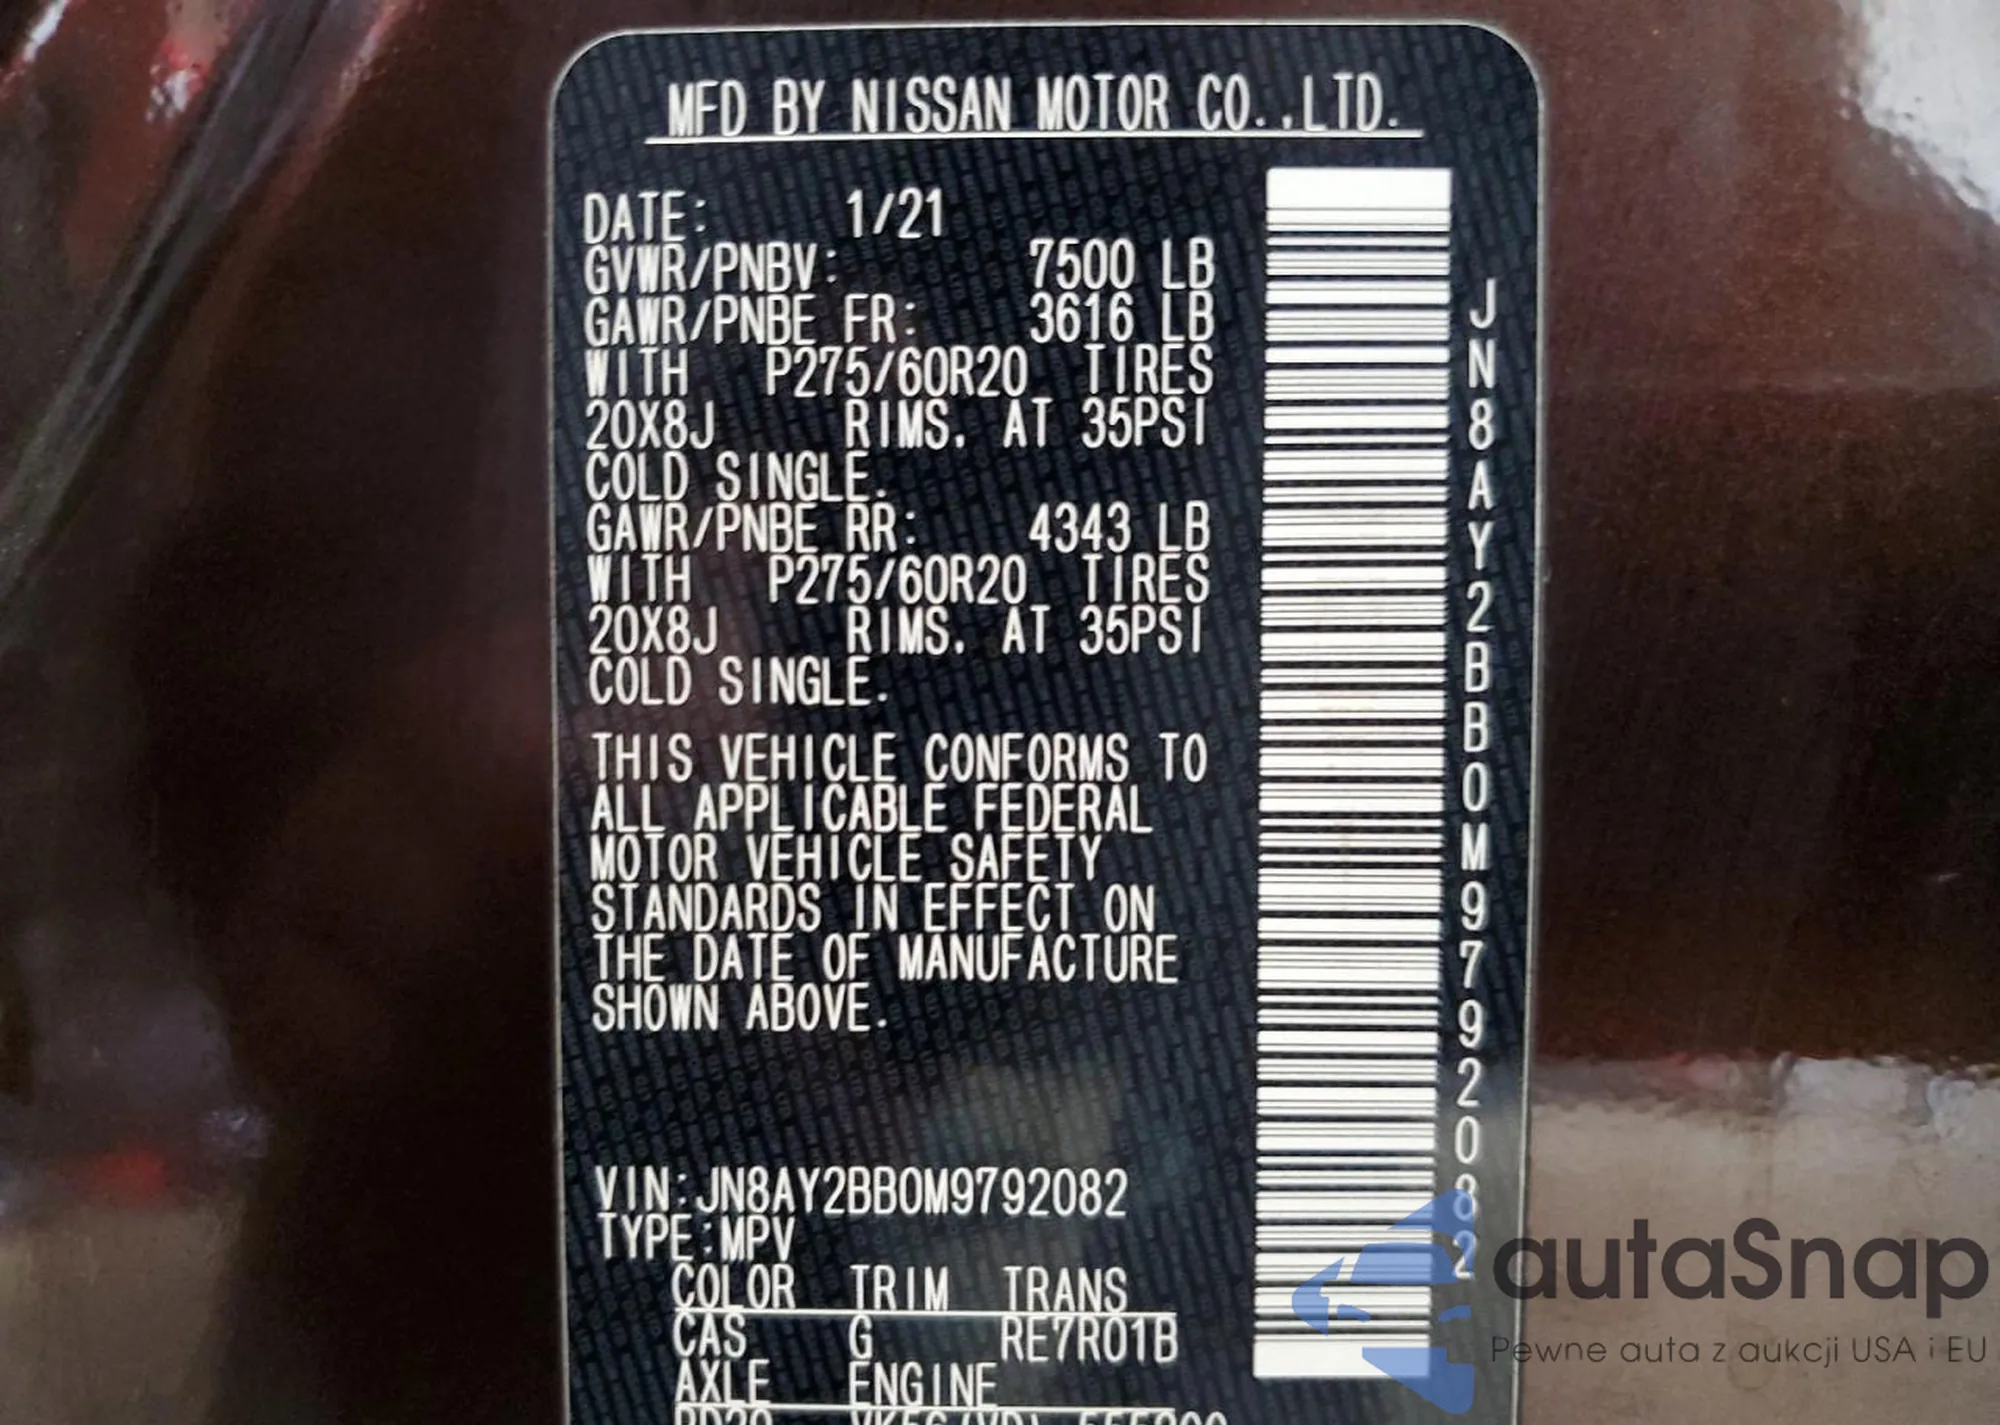 MFD BY NISSAN MOTOR CO.,LTD.
DATE: 1/21
GVWR/PNBV: 7500 LB
GAWR/PNBE FR: 3616 LB
WITH P275/60R20 TIRES
20X8J RIMS. AT 35PSI
COLD SINGLE.
GAWR/PNBE RR: 4343 LB
WITH P275/60R20 TIRES
20X8J RIMS. AT 35PSI
COLD SINGLE.
THIS VEHICLE CONFORMS TO
ALL APPLICABLE FEDERAL
MOTOR VEHICLE SAFETY
STANDARDS IN EFFECT ON
THE DATE OF MANUFACTURE
SHOWN ABOVE.
VIN:JN8AY2BB0M9792082
TYPE:MPV
COLOR TRIM TRANS
CAS G RE7R01B
AXLE ENGINE
JN8AY2BB0M9792082
autaSnap
Pewne auta z aukcji USA i EU